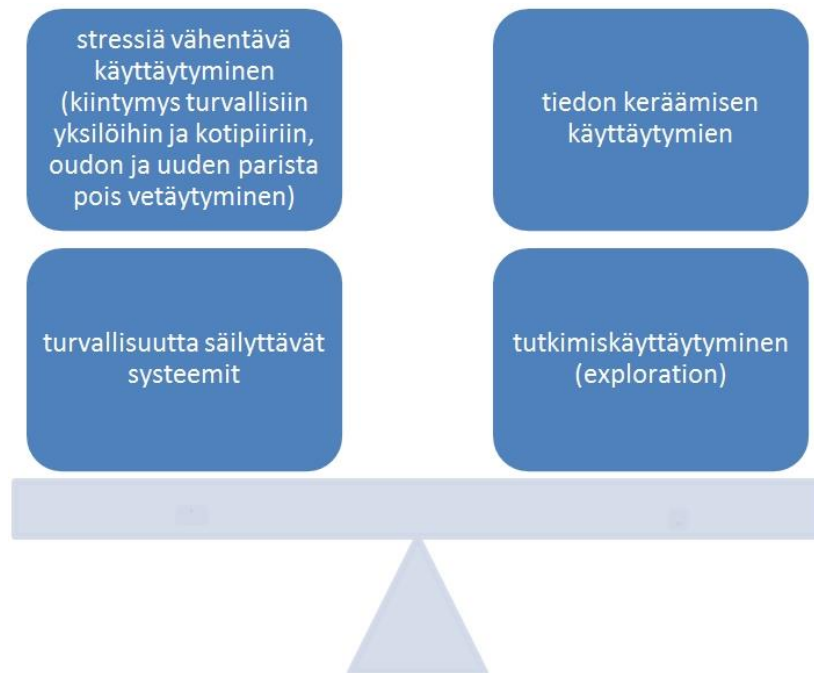 stressiä vähentävä
käyttäytyminen
(kiintymys turvallisiin
yksilöihin ja kotipiiriin,
oudon ja uuden parista
pois vetäytyminen)
tiedon keräämisen
käyttäytymien
turvallisuutta säilyttävät
systeemit
tutkimiskäyttäytyminen
(exploration)